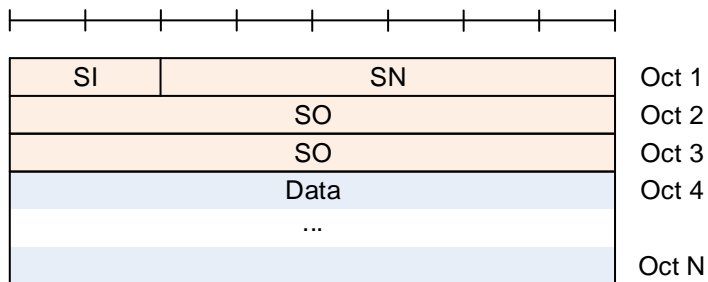 SI SN Oct 1
SO Oct 2
SO Oct 3
Data Oct 4
...
Oct N